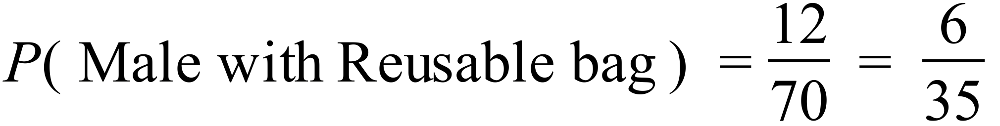 P( Male with Reusable bag ) = 12/70 = 6/35